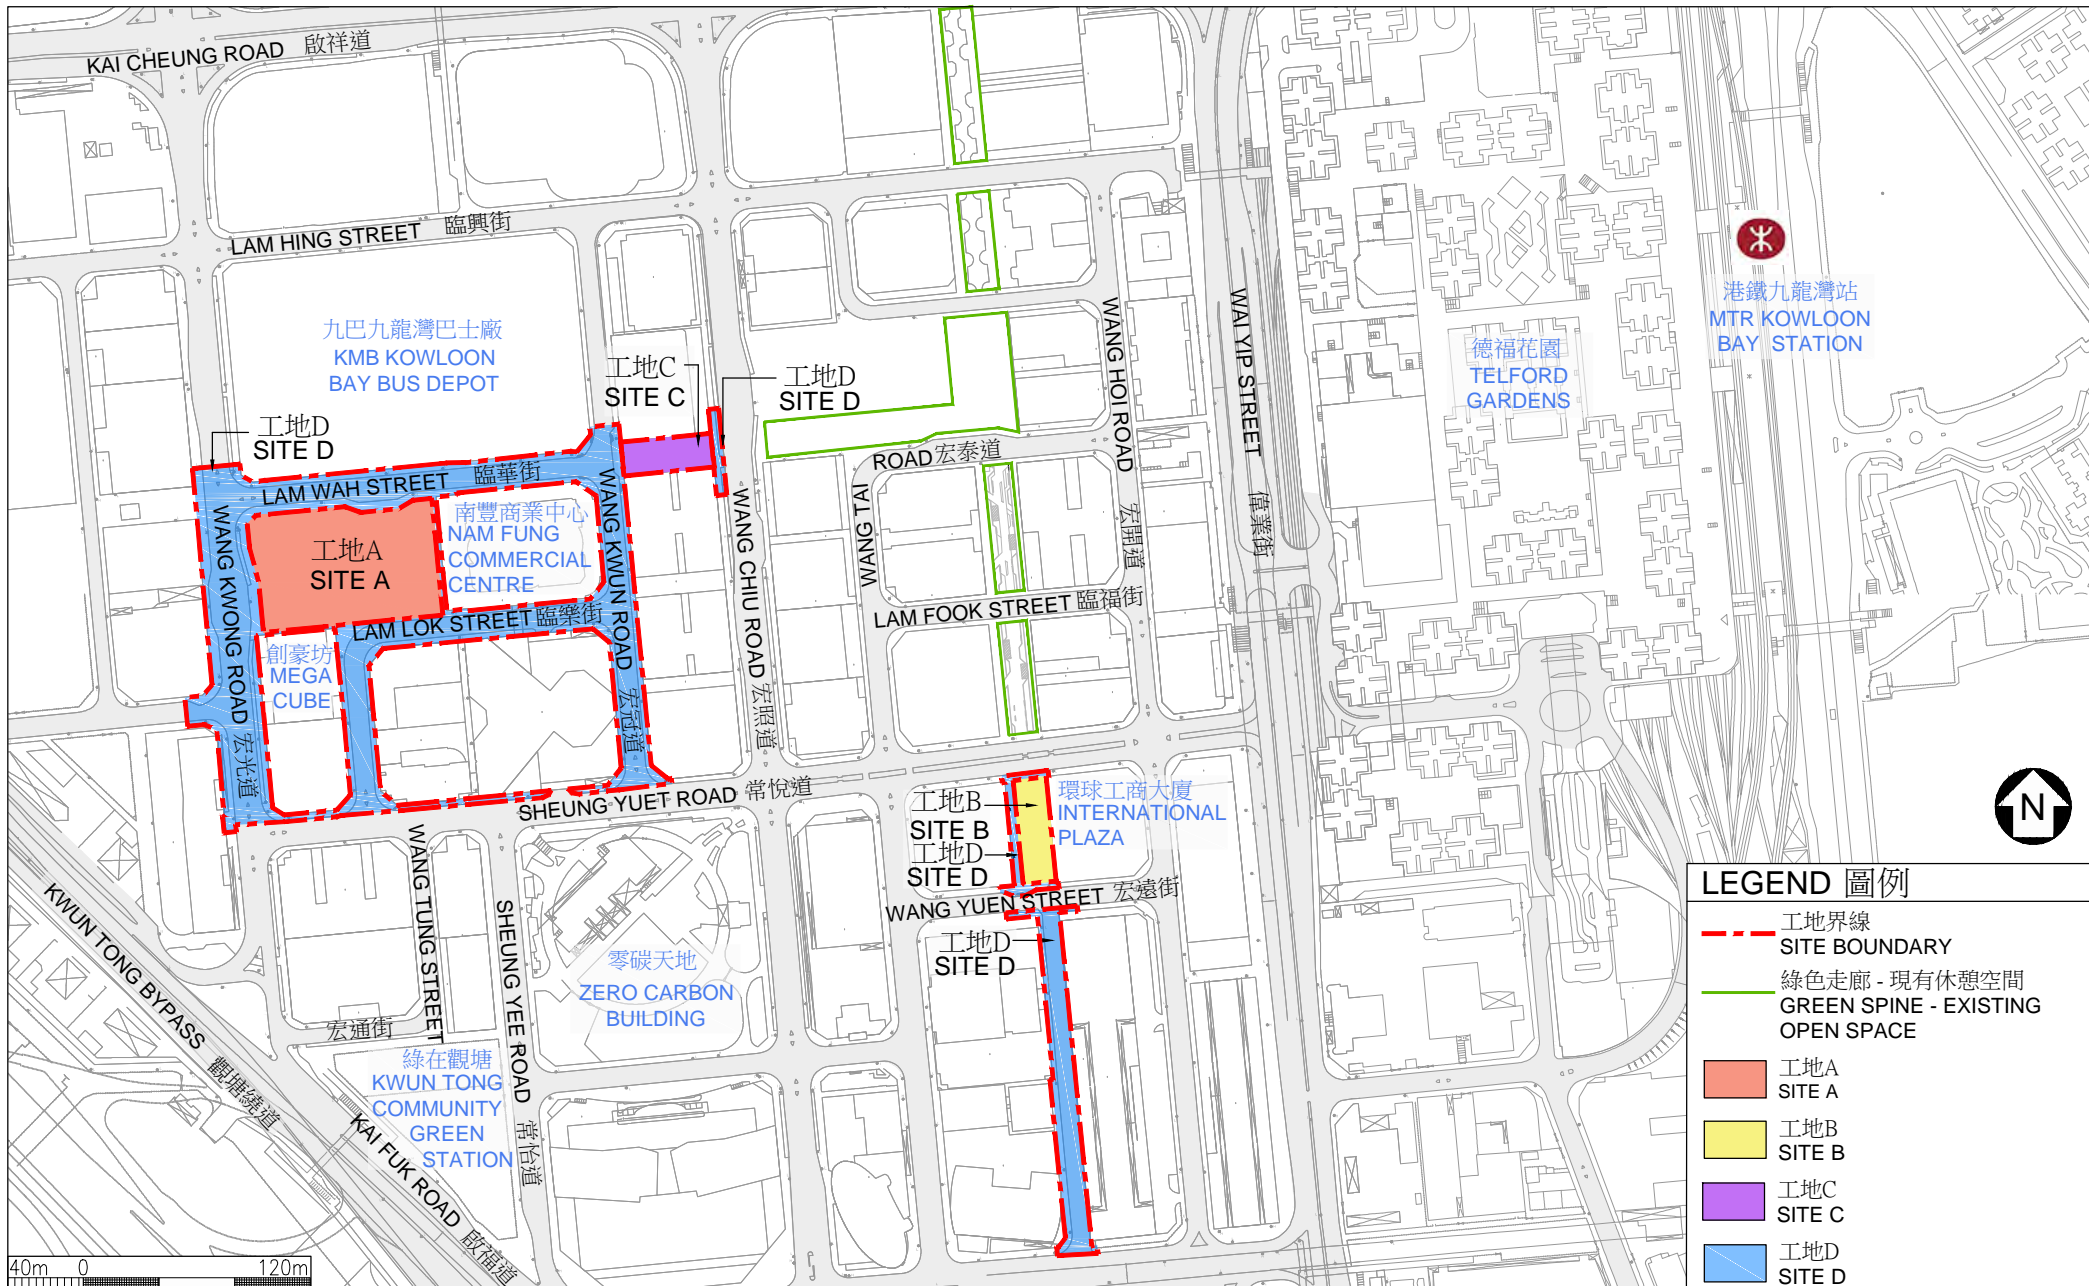 KAI CHEUNG ROAD 啟祥道
LAM HING STREET 臨興街
九巴九龍灣巴士廠
KMB KOWLOON
BAY BUS DEPOT
工地C
SITE C
工地D
SITE D
工地D
SITE D
LAM WAH STREET 臨華街
南豐商業中心
NAM FUNG
COMMERCIAL
CENTRE
工地A
SITE A
WANG KWONG ROAD 宏光道
LAM LOK STREET 臨樂街
WANG KWUN ROAD 宏冠道
創豪坊
MEGA
CUBE
WANG CHIU ROAD 宏照道
WANG TAI
ROAD 宏泰道
WANG HOI ROAD 宏開道
WAI YIP STREET 偉業街
LAM FOOK STREET 臨福街
德福花園
TELFORD
GARDENS
港鐵九龍灣站
MTR KOWLOON
BAY STATION
SHEUNG YUET ROAD 常悅道
工地B
SITE B
工地D
SITE D
環球工商大廈
INTERNATIONAL
PLAZA
WANG YUEN STREET 宏遠街
工地D
SITE D
WANG TUNG STREET
宏通街
SHEUNG YEE ROAD 常怡道
零碳天地
ZERO CARBON
BUILDING
KWUN TONG BYPASS 觀塘繞道
綠在觀塘
KWUN TONG
COMMUNITY
GREEN
STATION
KAI FUK ROAD 啟福道
40m 0 120m
N
LEGEND 圖例
工地界線
SITE BOUNDARY
綠色走廊 - 現有休憩空間
GREEN SPINE - EXISTING
OPEN SPACE
工地A
SITE A
工地B
SITE B
工地C
SITE C
工地D
SITE D